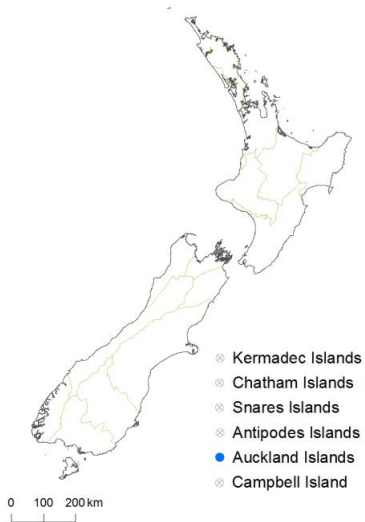 Kermadec Islands
Chatham Islands
Snares Islands
Antipodes Islands
Auckland Islands
Campbell Island
0 100 200 km